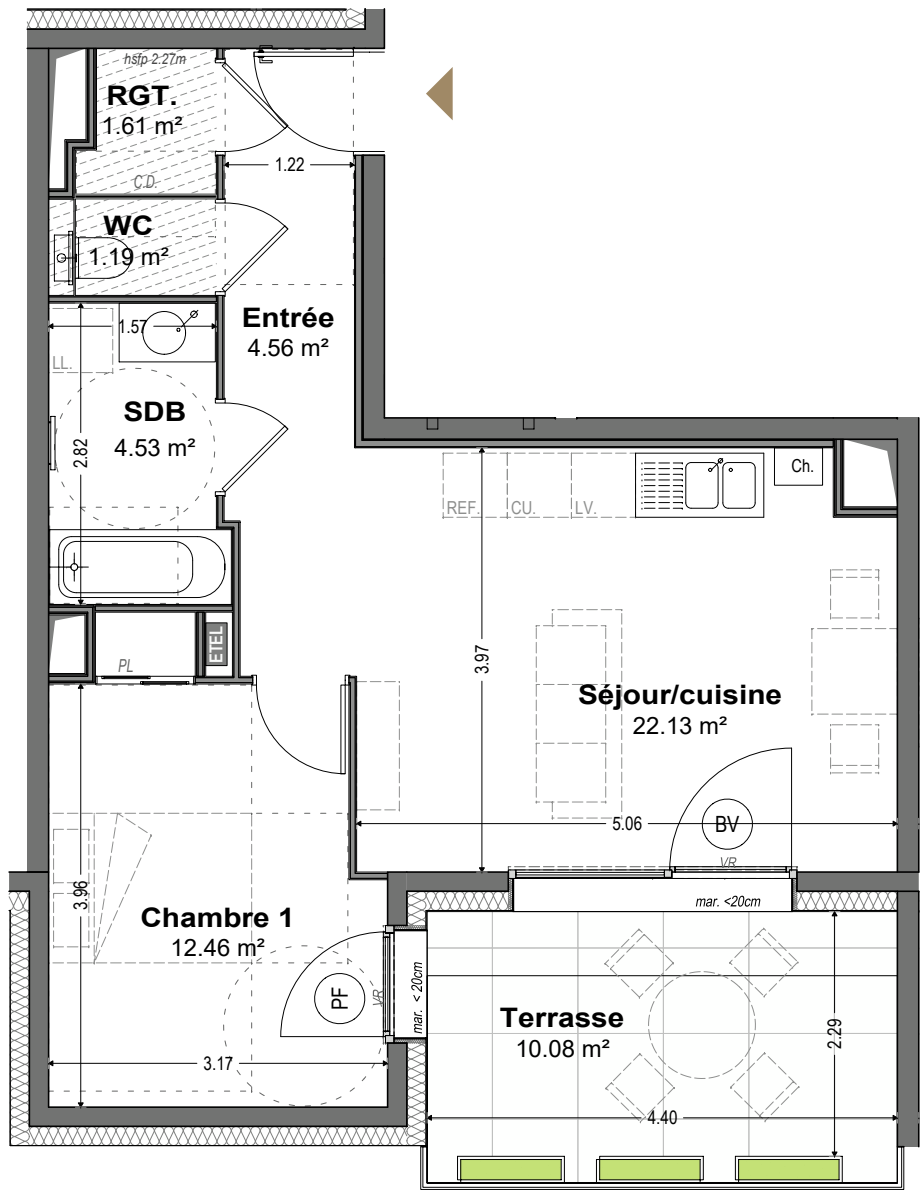 hsfp 2.27m
RGT.
1.61 m²
C.D.
1.22
WC
1.19 m²
Entrée
4.56 m²
1.57
LL.
SDB
4.53 m²
2.82
REF.
CU.
LV.
Ch.
PL
ETEL
3.97
Séjour/cuisine
22.13 m²
5.06
BV
VR
mar. <20cm
3.96
Chambre 1
12.46 m²
PF
VR
mar. < 20cm
3.17
Terrasse
10.08 m²
2.29
4.40